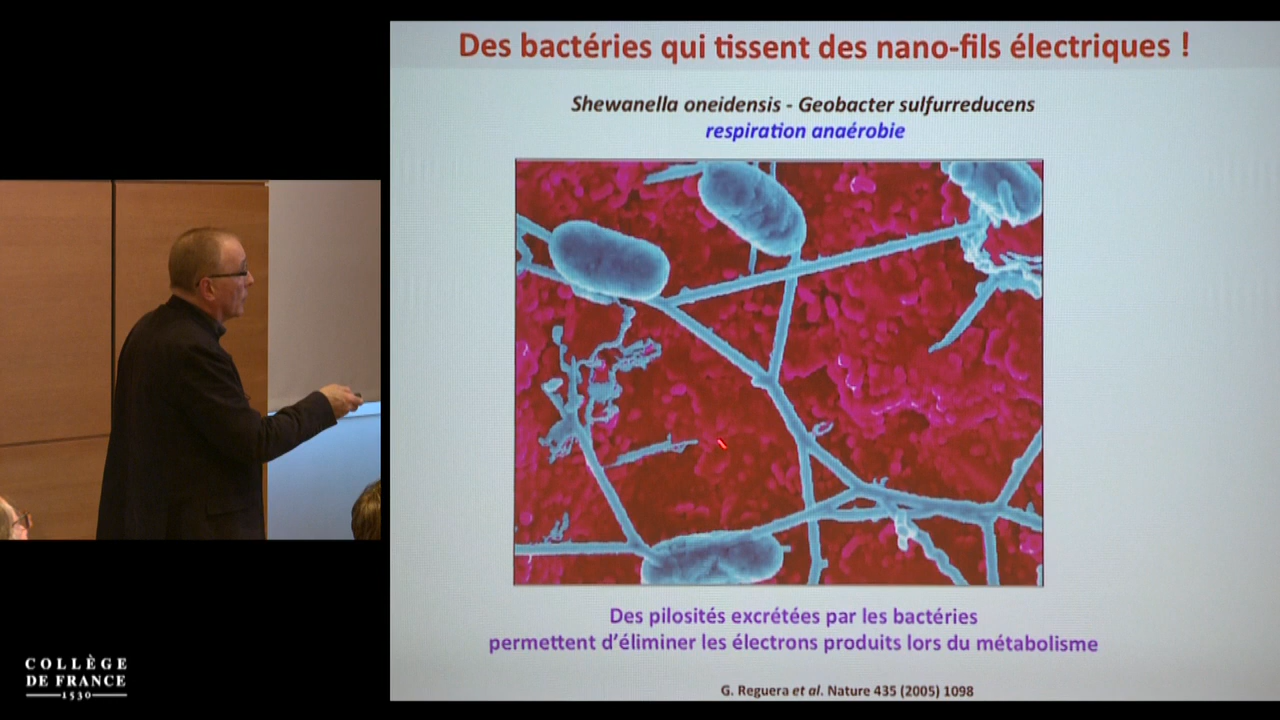 Des bactéries qui tissent des nano-fils électriques !
Shewanella oneidensis - Geobacter sulfurreducens
respiration anaérobie
Des pilosités excrétées par les bactéries
permettent d'éliminer les électrons produits lors du métabolisme
G. Reguera et al. Nature 435 (2005) 1098
COLLÈGE
DE FRANCE
1530